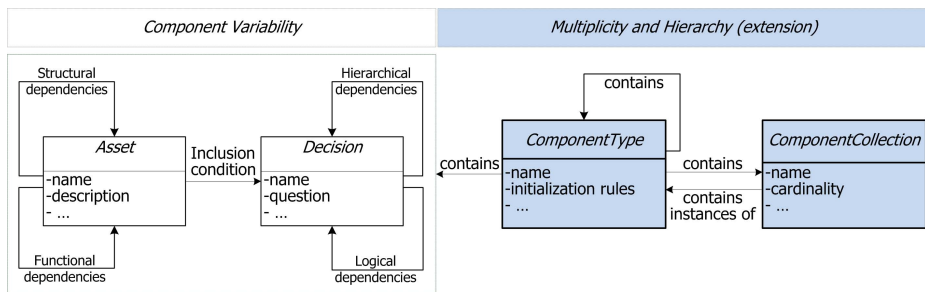 Component Variability
Multiplicity and Hierarchy (extension)
Structural
dependencies
Hierarchical
dependencies
Asset
-name
-description
- ...
Inclusion
condition
Decision
-name
-question
- ...
Functional
dependencies
Logical
dependencies
contains
contains
ComponentType
-name
-initialization rules
- ...
contains
contains
instances of
ComponentCollection
-name
-cardinality
- ...